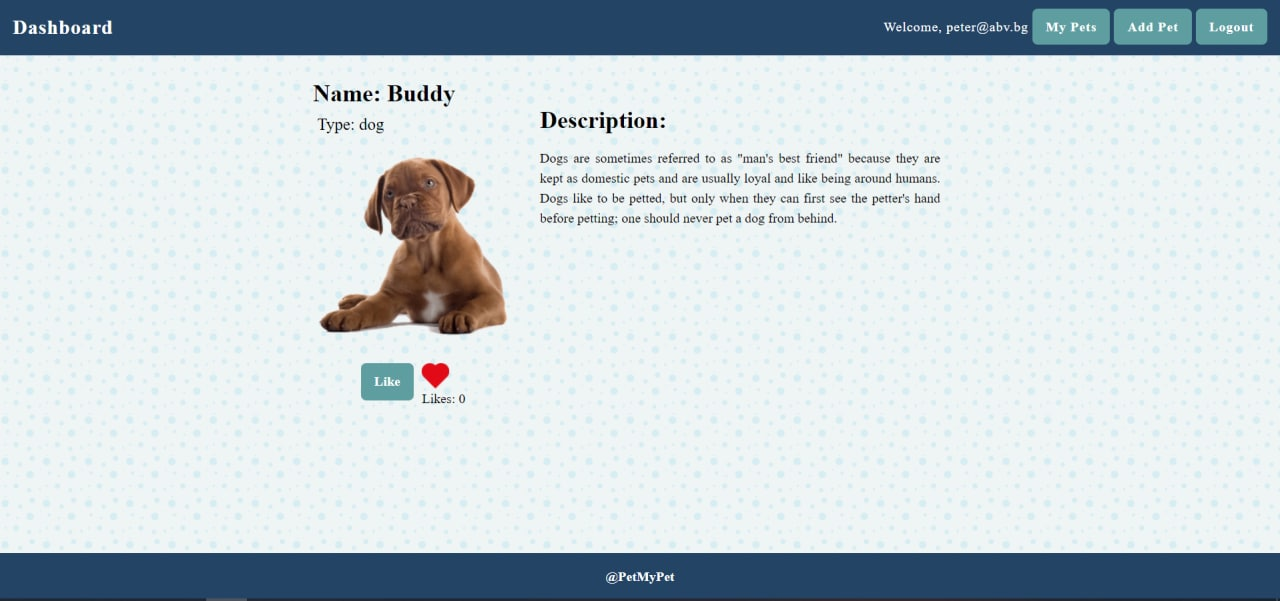 Dashboard
Welcome, peter@abv.bg My Pets Add Pet Logout
Name: Buddy
Type: dog
Description:
Dogs are sometimes referred to as "man's best friend" because they are
kept as domestic pets and are usually loyal and like being around humans.
Dogs like to be petted, but only when they can first see the petter's hand
before petting; one should never pet a dog from behind.
Like
Likes: 0
@PetMyPet